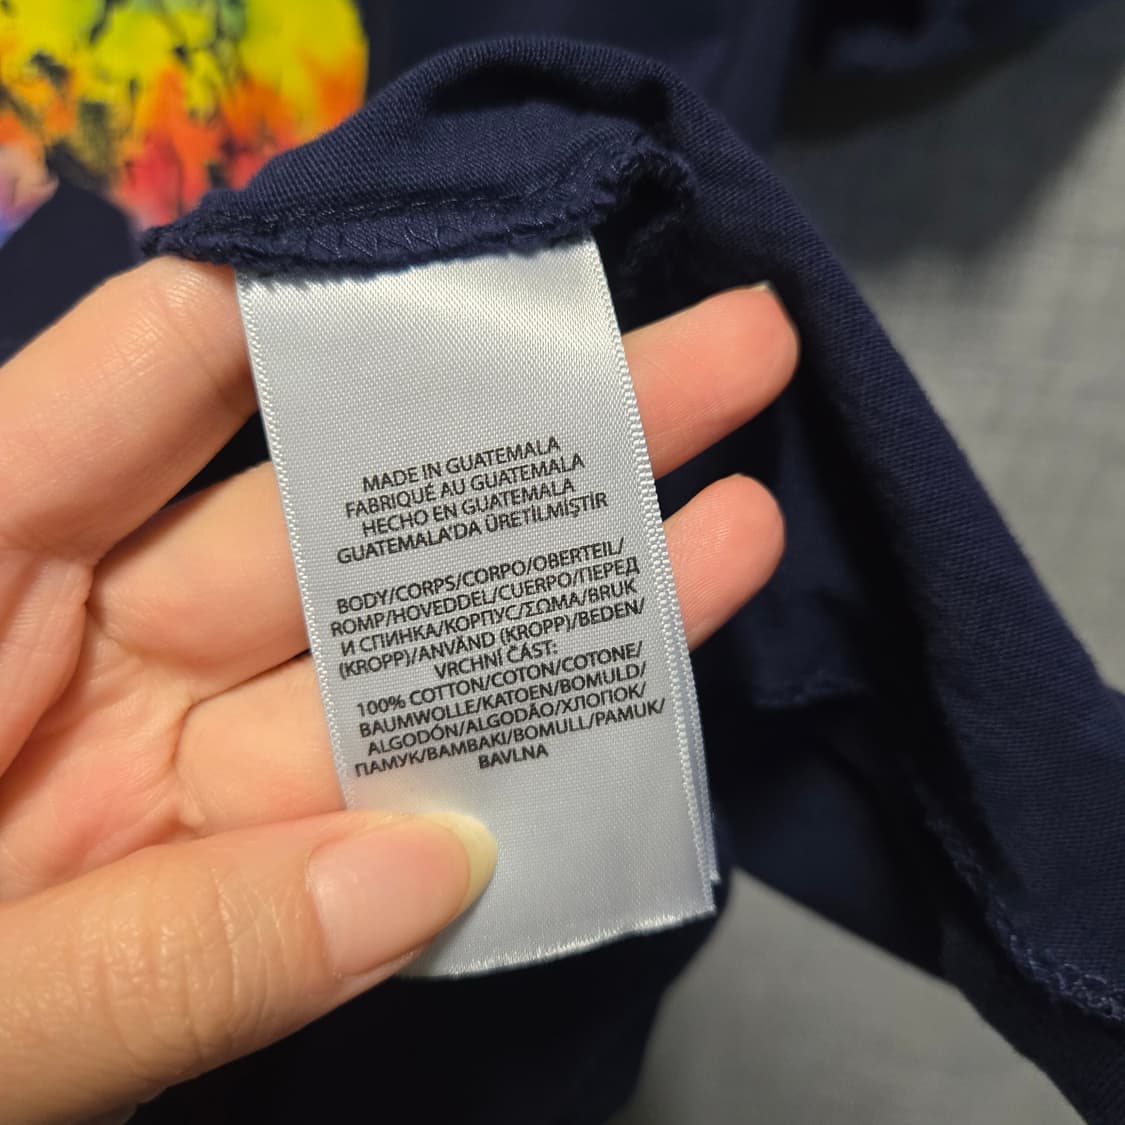 MADE IN GUATEMALA
FABRIQUÉ AU GUATEMALA
HECHO EN GUATEMALA
GUATEMALA'DA ÜRETİLMİŞTİR
BODY/CORPS/CORPO/OBERTEIL/
ROMP/HOVEDDEL/CUERPO/ПЕРЕД
И СПИНКА/КОРПУС/ΣΩΜΑ/BRUK
(KROPP)/ANVÄND (KROPP)/BEDEN/
VRCHNÍ ČÁST:
100% COTTON/COTON/COTONE/
BAUMWOLLE/KATOEN/BOMULD/
ALGODÓN/ALGODÃO/ХЛОПОК/
ПАМУК/ΒΑΜΒΑΚΙ/BOMULL/PAMUK/
BAVLNA